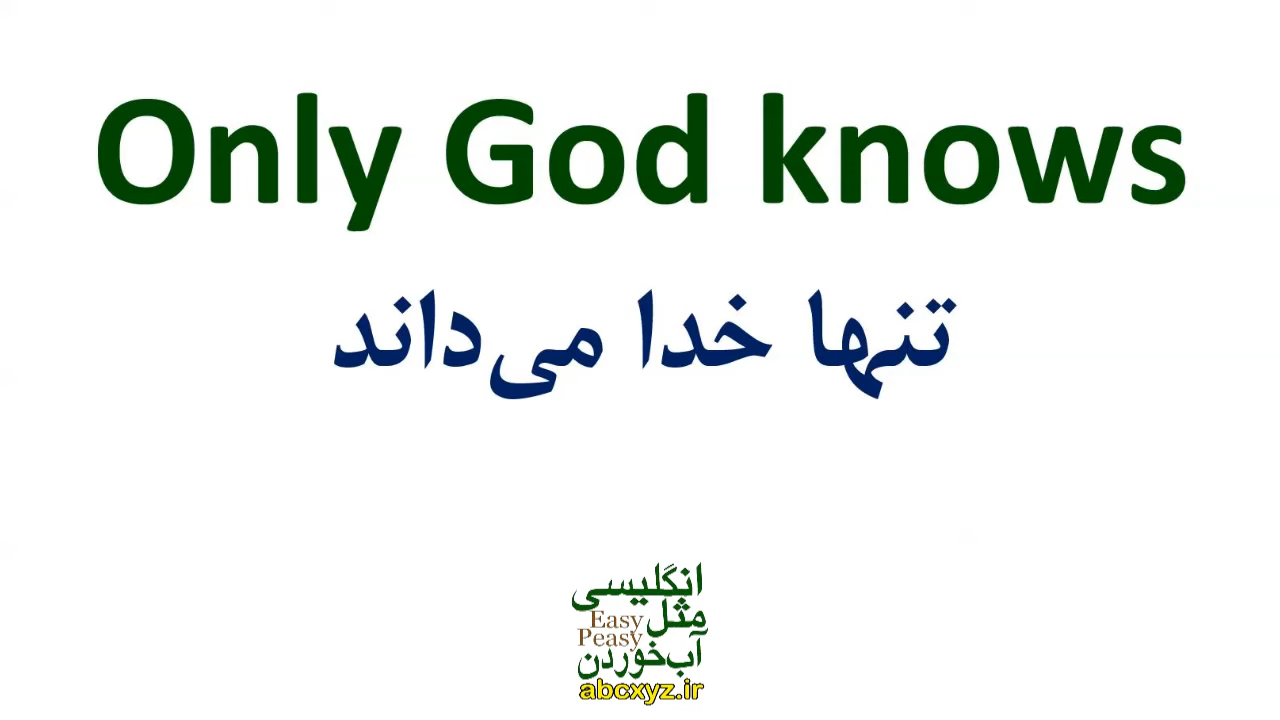 Only God knows
تنها خدا می‌داند
انگلیسی
مثل Easy
Peasy
آب‌خوردن
abcxyz.ir